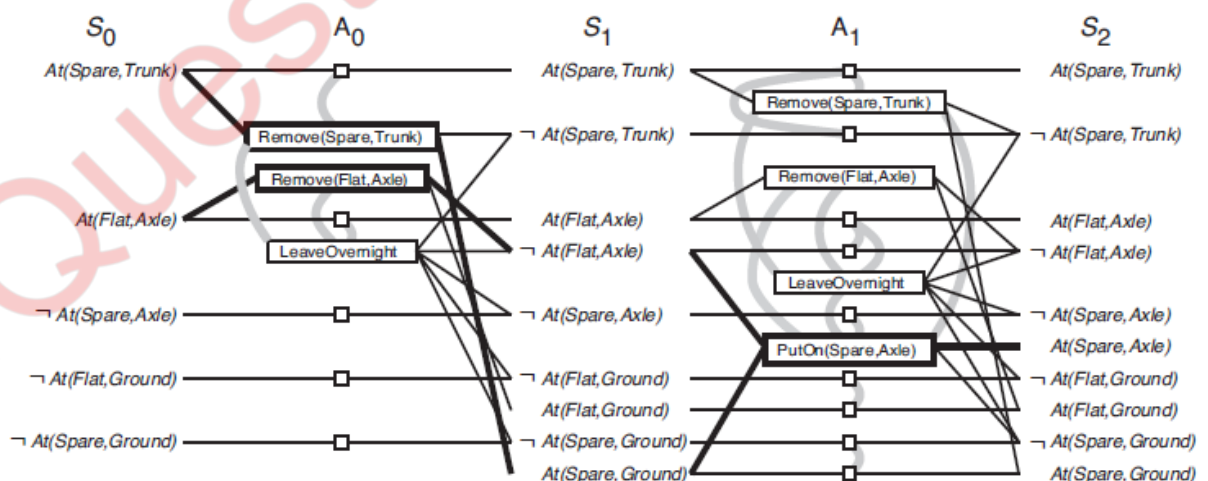 S0 A0 S1 A1 S2
At(Spare,Trunk) At(Spare,Trunk) At(Spare,Trunk)
Remove(Spare,Trunk)
Remove(Spare,Trunk) ¬ At(Spare,Trunk) ¬ At(Spare,Trunk)
Remove(Flat,Axle) Remove(Flat,Axle)
At(Flat,Axle) At(Flat,Axle) At(Flat,Axle)
LeaveOvernight ¬ At(Flat,Axle) ¬ At(Flat,Axle)
LeaveOvernight
¬ At(Spare,Axle) ¬ At(Spare,Axle) ¬ At(Spare,Axle)
PutOn(Spare,Axle) At(Spare,Axle)
¬ At(Flat,Ground) ¬ At(Flat,Ground) ¬ At(Flat,Ground)
At(Flat,Ground) At(Flat,Ground)
¬ At(Spare,Ground) ¬ At(Spare,Ground) ¬ At(Spare,Ground)
At(Spare,Ground) At(Spare,Ground)
Ques